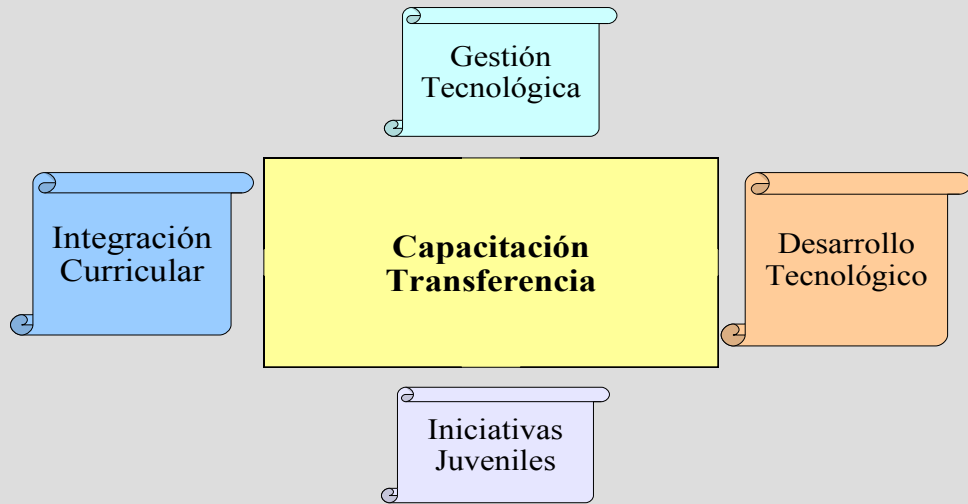 Gestión
Tecnológica
Integración
Curricular
Capacitación
Transferencia
Desarrollo
Tecnológico
Iniciativas
Juveniles